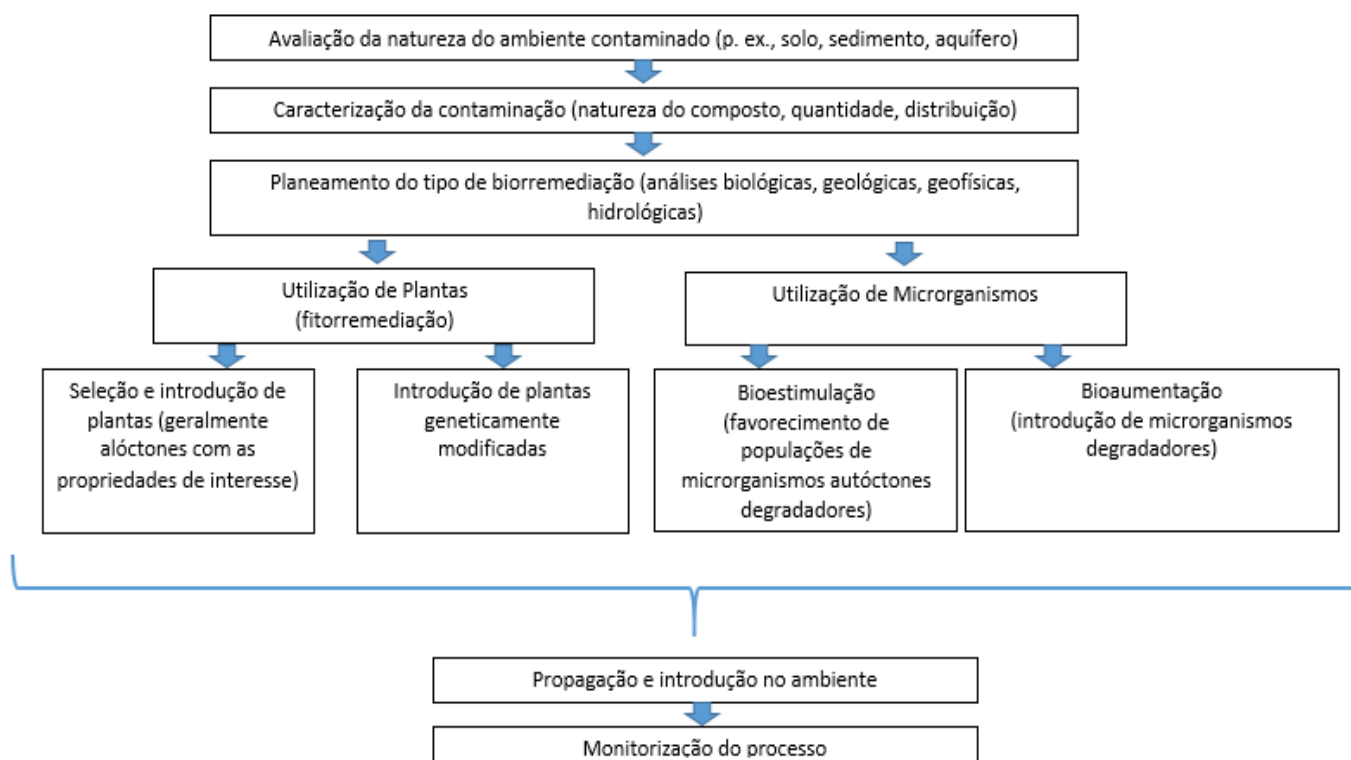 Avaliação da natureza do ambiente contaminado (p. ex., solo, sedimento, aquífero)
Caracterização da contaminação (natureza do composto, quantidade, distribuição)
Planeamento do tipo de biorremediação (análises biológicas, geológicas, geofísicas,
hidrológicas)
Utilização de Plantas
(fitorremediação)
Utilização de Microrganismos
Seleção e introdução de
plantas (geralmente
alóctones com as
propriedades de interesse)
Introdução de plantas
geneticamente
modificadas
Bioestimulação
(favorecimento de
populações de
microrganismos autóctones
degradadores)
Bioaumentação
(introdução de microrganismos
degradadores)
Propagação e introdução no ambiente
Monitorização do processo